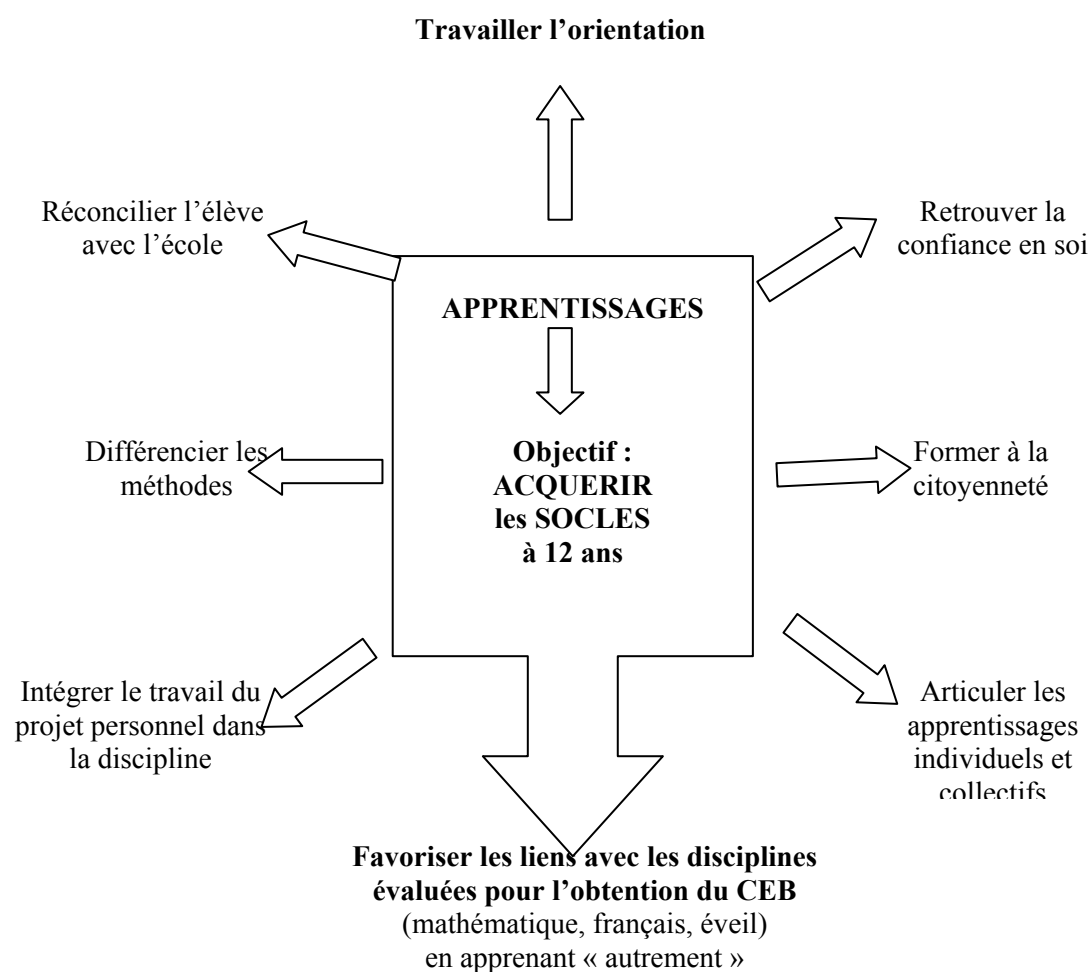 Travailler l’orientation
Réconcilier l’élève
avec l’école
Retrouver la
confiance en soi
APPRENTISSAGES
Objectif :
ACQUERIR
les SOCLES
à 12 ans
Différencier les
méthodes
Former à la
citoyenneté
Intégrer le travail du
projet personnel dans
la discipline
Articuler les
apprentissages
individuels et
collectifs
Favoriser les liens avec les disciplines
évaluées pour l’obtention du CEB
(mathématique, français, éveil)
en apprenant « autrement »